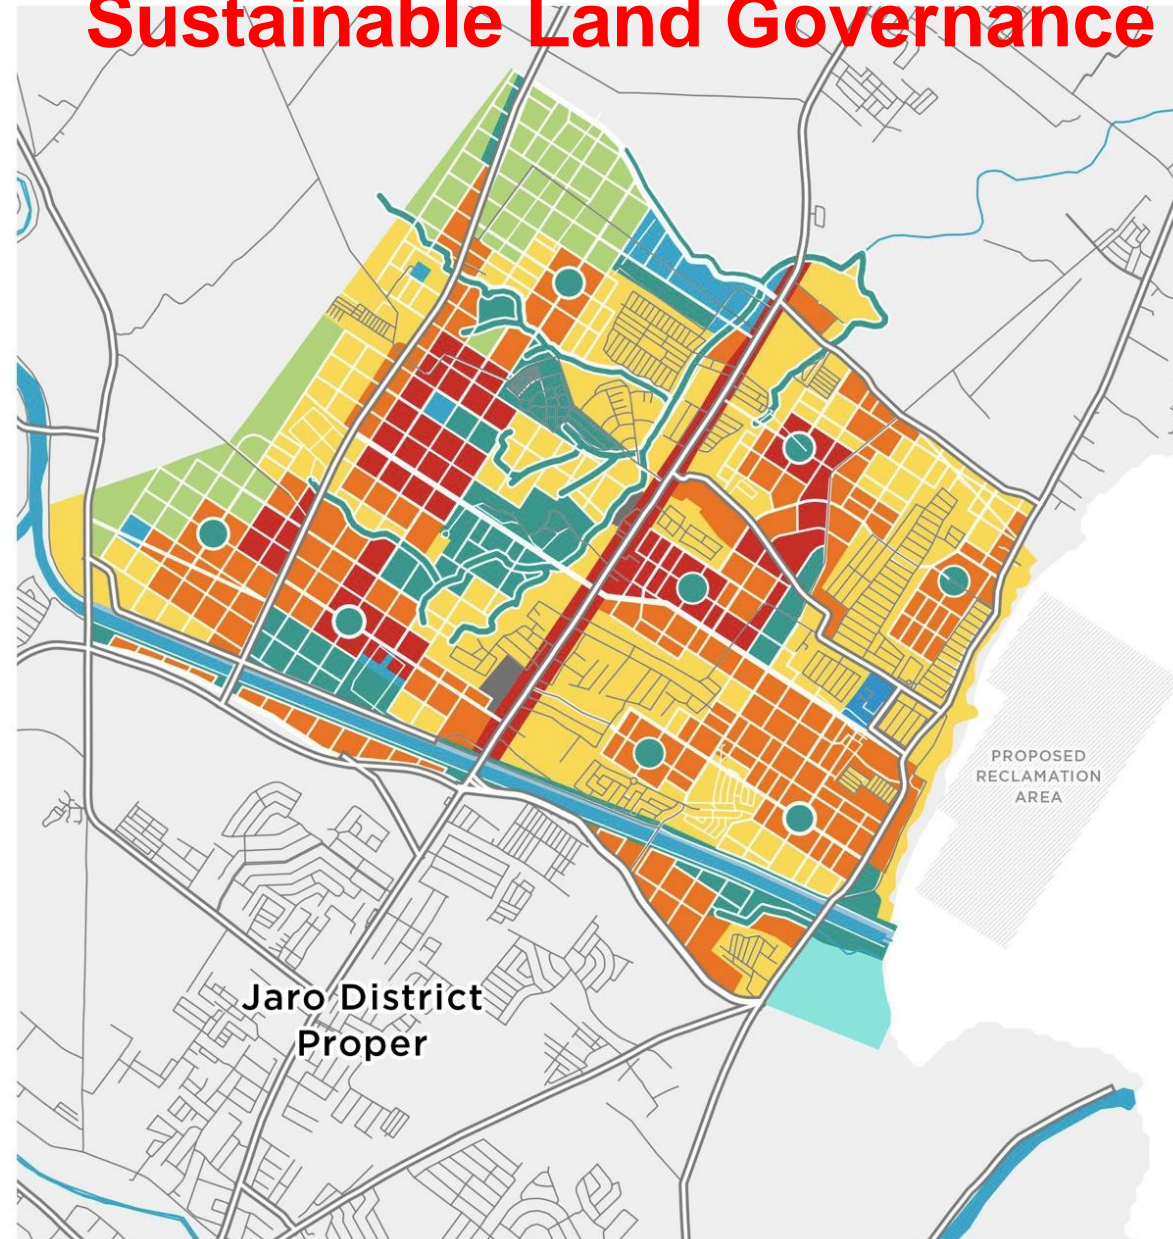 Sustainable Land Governance
PROPOSED
RECLAMATION
AREA
Jaro District
Proper